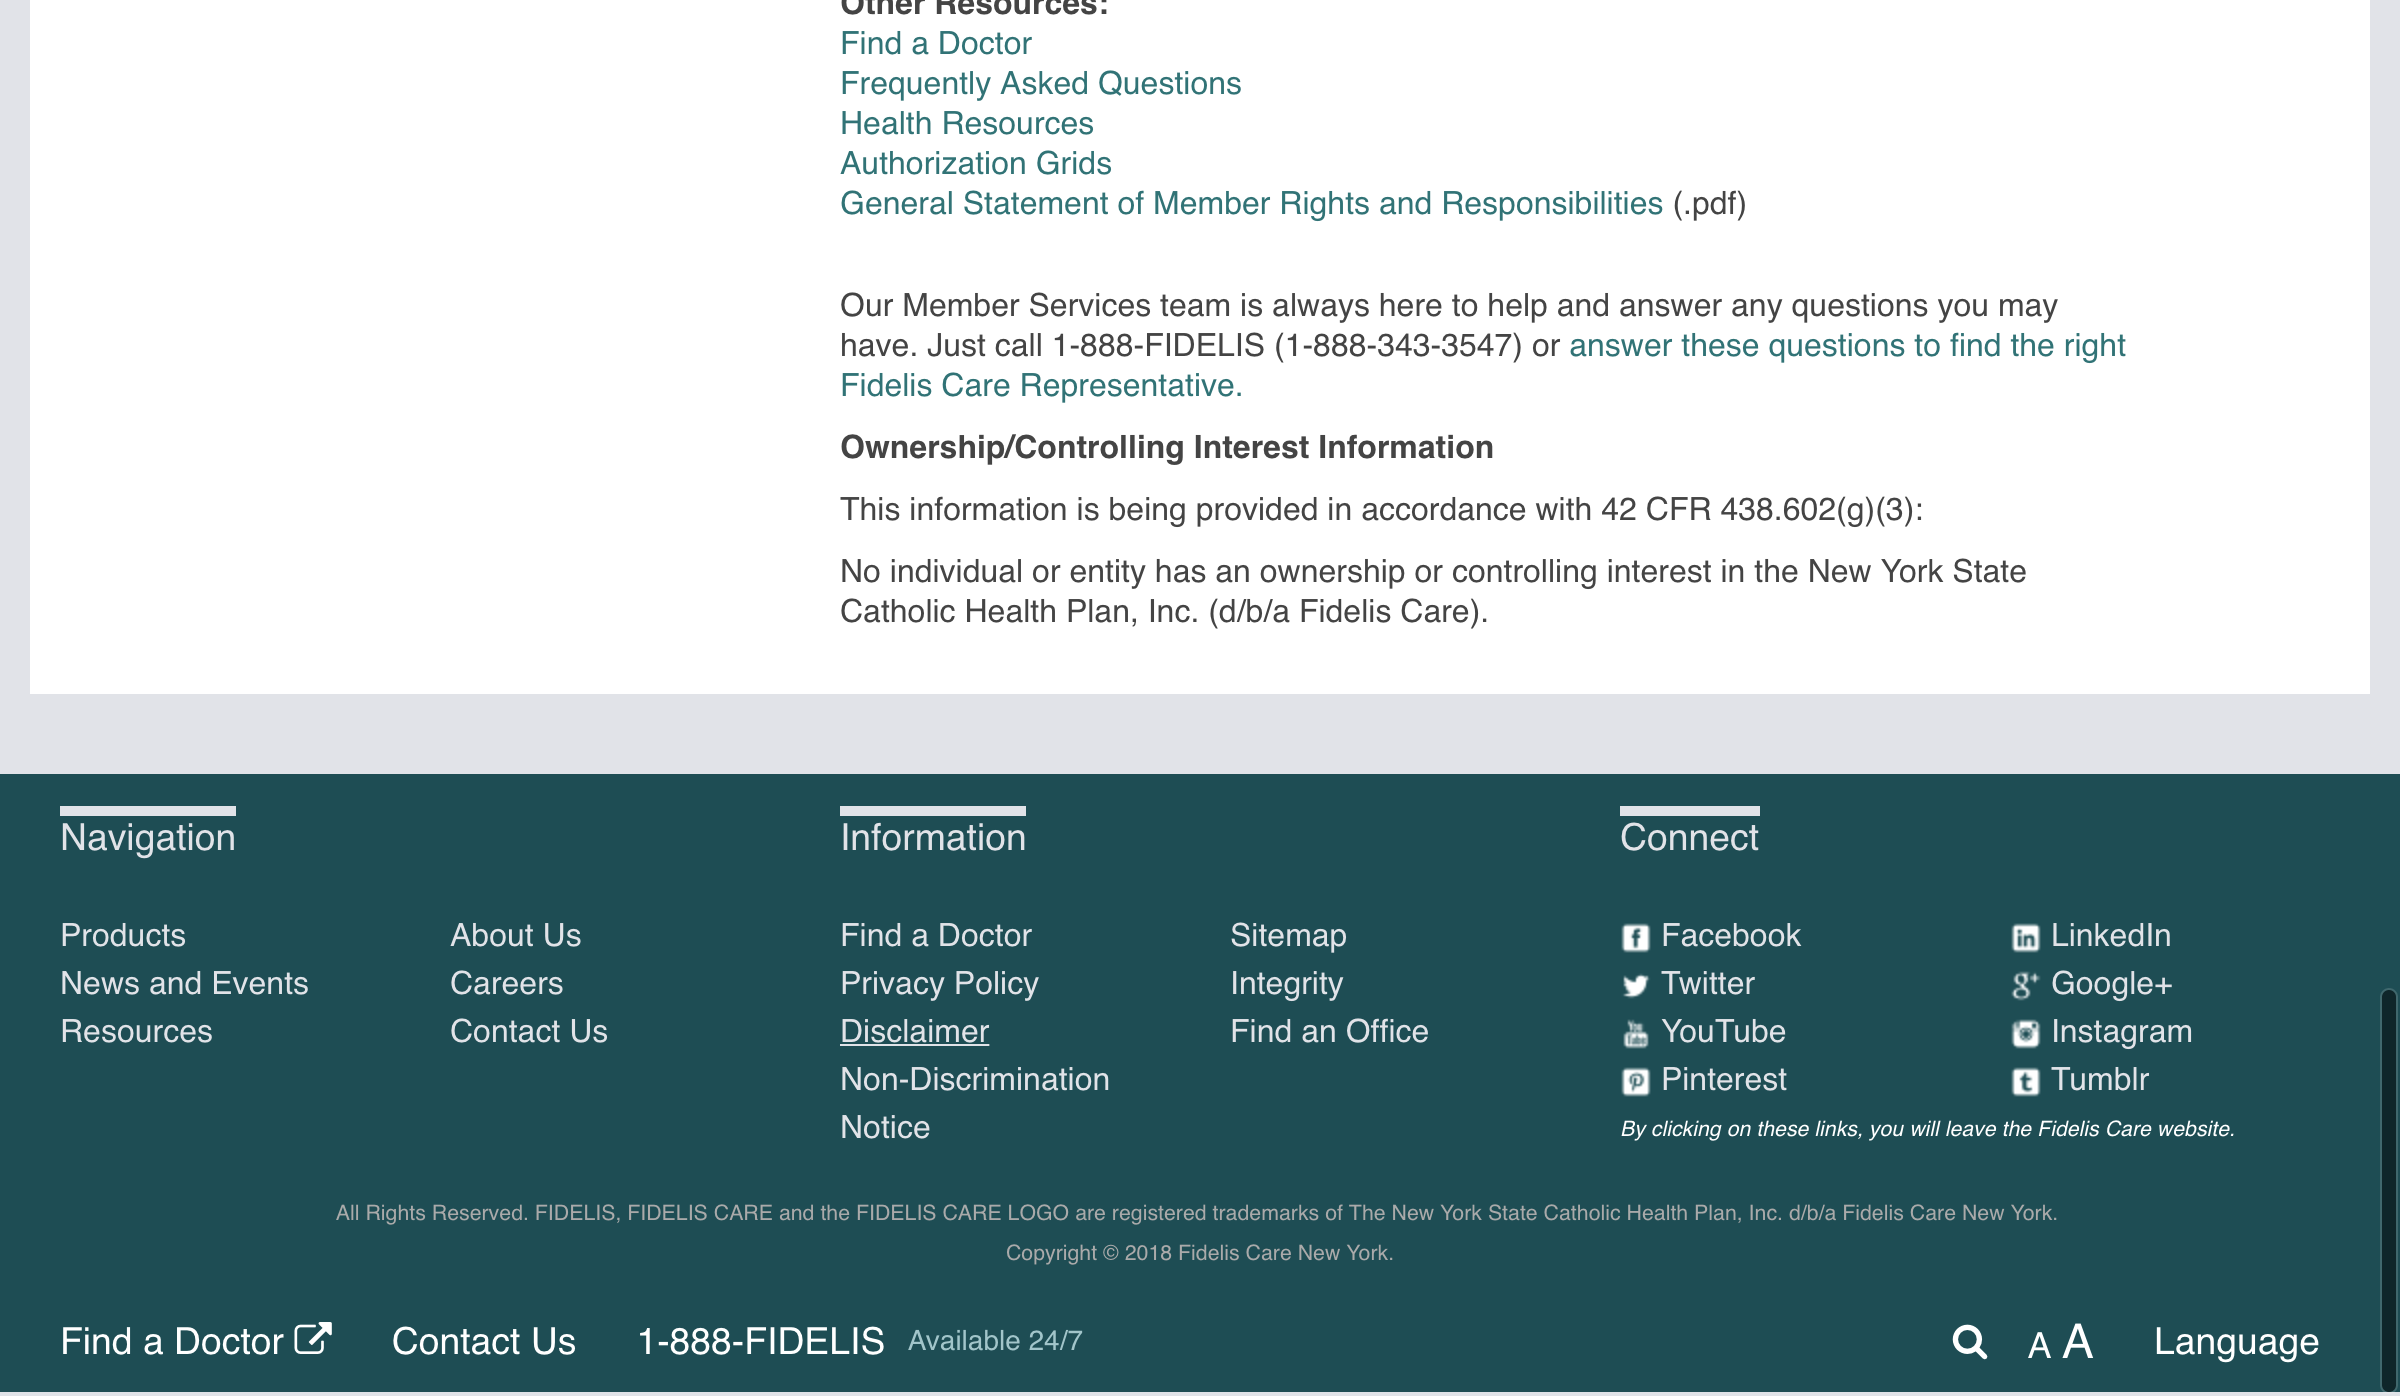 Other Resources:
Find a Doctor
Frequently Asked Questions
Health Resources
Authorization Grids
General Statement of Member Rights and Responsibilities (.pdf)
Our Member Services team is always here to help and answer any questions you may
have. Just call 1-888-FIDELIS (1-888-343-3547) or answer these questions to find the right
Fidelis Care Representative.
Ownership/Controlling Interest Information
This information is being provided in accordance with 42 CFR 438.602(g)(3):
No individual or entity has an ownership or controlling interest in the New York State
Catholic Health Plan, Inc. (d/b/a Fidelis Care).
Navigation
Products
News and Events
Resources
About Us
Careers
Contact Us
Information
Find a Doctor
Privacy Policy
Disclaimer
Non-Discrimination
Notice
Sitemap
Integrity
Find an Office
Connect
Facebook
Twitter
YouTube
Pinterest
LinkedIn
Google+
Instagram
Tumblr
By clicking on these links, you will leave the Fidelis Care website.
All Rights Reserved. FIDELIS, FIDELIS CARE and the FIDELIS CARE LOGO are registered trademarks of The New York State Catholic Health Plan, Inc. d/b/a Fidelis Care New York.
Copyright © 2018 Fidelis Care New York.
Find a Doctor Contact Us 1-888-FIDELIS Available 24/7 A A Language